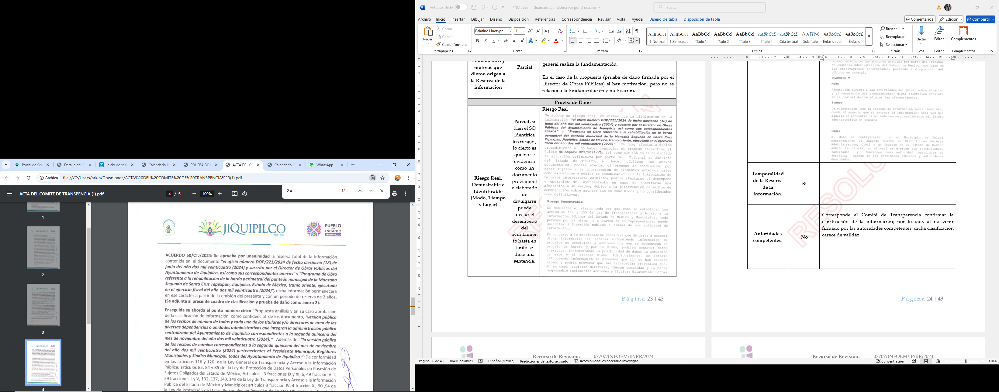 Portal de Ser
Detalle del S
Inicio de ses
Calendario ir
PRUEBA DE
ACTA DEL CO
Calendario C
WhatsApp
Archivo
file:///C:/Users/arkin/Downloads/ACTA%20DEL%20COMITE%20DE%20TRANSPENCIA%20(1).pdf
ACTA DEL COMITE DE TRANSPENCIA (1).pdf
4 / 6
100%
2 a
1/1
1
2
3
4
JIQUIPILCO
2022 2024
PUEBLO
CON
ENCANTO
JIQUIPILCO
ACUERDO 50/CTJ/2024: Se aprueba por unanimidad la reserva total de la información
contenida en el documento “el oficio número DOP/221/2024 de fecha dieciocho (18) de
junio del año dos mil veinticuatro (2024) y suscrito por el Director de Obras Públicas del
Ayuntamiento de Jiquipilco, así como sus correspondientes anexos” y “Programa de Obra
referente a la rehabilitación de la barda perimetral del panteón municipal de la Manzana
Segunda de Santa Cruz Tepexpan, Jiquipilco, Estado de México, tramo oriente, ejecutado
en el ejercicio fiscal del año dos mil veinticuatro (2024)”, dicha información permanecerá
en ese carácter a partir de la emisión del presente y con un periodo de reserva de 2 años.
(Se adjunta al presente cuadro de clasificación y prueba de daño como anexo 2).
Enseguida se aborda el punto número cinco “Propuesta análisis y en su caso aprobación
de la clasificación de información como confidencial de los documento, “versión pública
de los recibos de nómina de todos y cada uno de los titulares y/o directores de área de las
diversas dependencias o unidades administrativas que integran la administración pública
centralizada del Ayuntamiento de Jiquipilco correspondientes a la segunda quincena del
mes de noviembre del año dos mil veinticuatro (2024).” Además de “la versión pública
de los recibos de nómina correspondientes a la segunda quincena del mes de noviembre
del año dos mil veinticuatro (2024) pertenecientes al Presidente Municipal, Regidores
Municipales y Síndico Municipal, todos del Ayuntamiento de Jiquipilco.”; De conformidad
en los artículos 116 y 120 de la Ley General de Transparencia y Acceso a la Información
Pública; artículos 83, 84 y 85 de la Ley de Protección de Datos Personales en Posesión de
Sujetos Obligados del Estado de México; Artículos 3 fracciones IX y XI, 6, 49 fracción VIII,
59 fracciones I y V, 132, 137, 143, 149 de la Ley de Transparencia y Acceso a la Información
Pública del Estado de México y Municipios; artículos 3 fracción IV, 4 fracción XI, 90 ,94 de
la Ley de Protección de Datos Personales en Posesión de Sujetos Obligados del Estado de
Autoguardado
7707.docx - Guardado por última vez por el usuario
Buscar
Archivo Inicio Insertar Dibujar Diseño Disposición Referencias Correspondencia Revisar Vista Ayuda Diseño de tabla Disposición de tabla
Comentarios
Edición
Compartir
Pegar
Cortar
Copiar
Copiar formato
Portapapeles
Palatino Linotype
11
Fuente
Párrafo
¶ Normal
¶ Sin espa...
Título 1
Título 2
Título 3
Título 4
Cita textual
Subtítulo
Énfasis sutil
Énfasis
Estilos
Buscar
Reemplazar
Seleccionar
Edición
Dictar
Voz
Editor
Editor
Complementos
Complementos
fundamentos y
motivos que
dieron origen a
la Reserva de la
información
Parcial
general realiza la fundamentación.
En el caso de la propuesta (prueba de daño firmada por el
Director de Obras Públicas) si hay motivación, pero no se
relaciona la fundamentación y motivación.
Prueba de Daño
Riesgo Real,
Demostrable e
Identificable
(Modo, Tiempo
y Lugar)
Parcial, si
bien el SO
identifica
los riesgos,
lo cierto es
que no se
evidencia
como un
documento
previament
e elaborado
de
divulgarse
puede
afectar el
desempeño
del
ayuntamien
to hasta en
tanto se
dicte una
sentencia.
Riesgo Real
Se supone un riesgo real en virtud que la divulgación de la
información “el oficio número DOP/221/2024 de fecha dieciocho (18) de
junio del año dos mil veinticuatro (2024) y suscrito por el Director de Obras
Públicas del Ayuntamiento de Jiquipilco, así como sus correspondientes
anexos” y “Programa de Obra referente a la rehabilitación de la barda
perimetral del panteón municipal de la Manzana Segunda de Santa Cruz
Tepexpan, Jiquipilco, Estado de México, tramo oriente, ejecutado en el ejercicio
fiscal del año dos mil veinticuatro (2024)” Ya que, afectaría debido
procedimiento al no haber concluido el proceso respectivo al
juicio de Amparo 823/2024-VL; así como que aún no se ha dictado
la situación definitiva por parte del Tribunal de Justicia
del Estado de México, el hacer públicas los anexos
documentales, podría afectar el proceso de conclusión, por
estar sujetos a la intervención de elementos externos tales
como exposición a medios de comunicación o a la intromisión de
terceros interesados. Asimismo, podría afectarse el desempeño
y operación del Ayuntamiento en caso de suscitarse una
afectación a su imagen, debido a la intervención de medios de
comunicación sobre asuntos aún no concluidos y no considerados
como definitivos.
Riesgo Demostrable
Se demuestra el riesgo toda vez que como lo establecen los
artículos 152 y 155 la Ley de Transparencia y Acceso a la
información Pública del Estado de México y Municipios, toda
persona por sí misma o a través de su representante, puede
solicitar información pública a través de una solicitud de
información.
En contexto a lo mencionado Se considera que de darse a conocer
dicha información se estaría difundiendo información de
procesos no concluidos y acciones que aún se encuentran en
proceso de Amparo y por lo mismo, podrían contener datos
inexactos, incrementando la posibilidad de dañar la actuación
de este y el proceso mismo. Adicionalmente, se estaría
difundiendo información de procesos que aún no han causado
estado y podría provocar que las estrategias procesales que,
en su caso, pudieran derivarse, fueran conocidas y la parte
responsable implementar acciones y tácticas dilatorias u otras
Página 23 | 43
de Justicia Administrativa del Estado de México, con base en
las observaciones determinadas, poniendo a disposición del
público en general.
FRACCION V
Modo
Afectación directa a las actividades del juicio administrativo
y al desarrollo del procedimiento; dicha afectación consiste
en la posibilidad de alterar las circunstancias.
Tiempo
La vulneración por la entrega de información sería inmediata,
desde el momento que se entrega la información; toda vez que
aquella se encuentra vinculada con un procedimiento del juicio
administrativo en trámite.
Lugar
El daño se configuraría en el Municipio de Toluca
perteneciente al Juzgado Cuarto de Distrito en Materia
Administrativa, Civil y de Trabajo en el Estado de México
ámbito territorial en el cual se ejercen sus atribuciones,
facultades y funciones como autoridad impartidora de
justicia; Además de los servidores públicos y autoridades
demandadas.
Temporalidad
de la Reserva
de la
información.
Si
Autoridades
competentes.
No
Corresponde al Comité de Transparencia confirmar la
clasificación de la información; por lo que, al no venir
firmado por las autoridades competentes, dicha clasificación
carece de validez.
RESOLU
Página 24 | 43
Recurso de Revisión: 07707/INFOEM/IP/RR/2024
Recurso de Revisión: 07707/INFOEM/IP/RR/2024
Página 26 de 43
10401 palabras
Español (México)
Predicciones de texto: activado
Accesibilidad: es necesario investigar
Concentración
110%